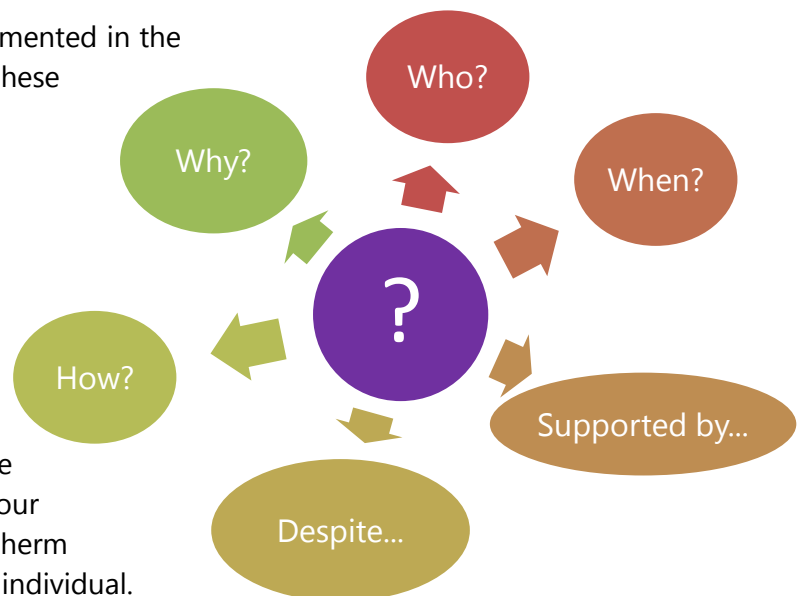 mented in the
hese
Who?
Why?
When?
?
How?
Supported by...
Despite...
e
our
herm
individual.